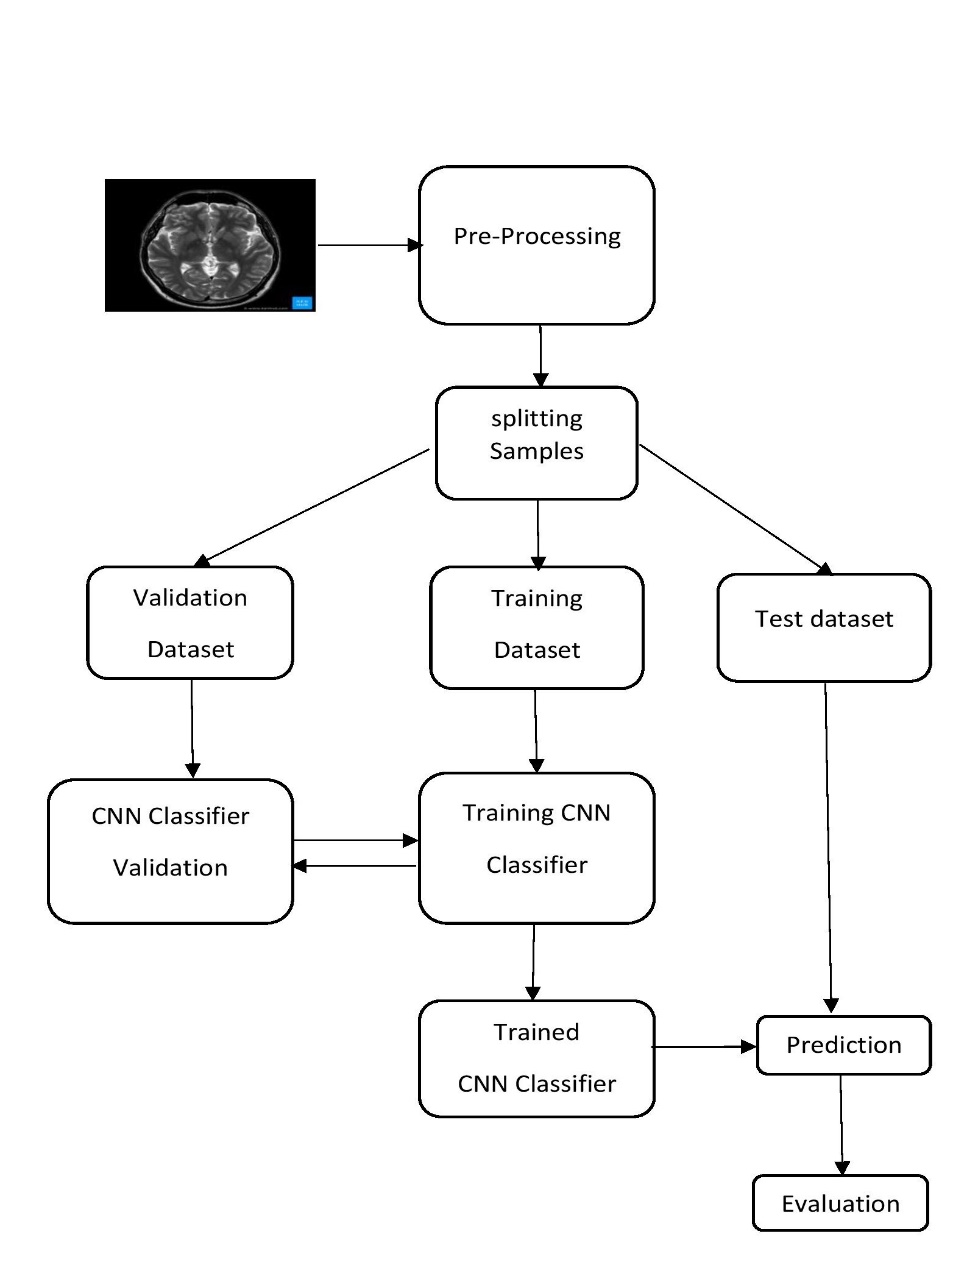 Pre-Processing
splitting
Samples
Validation
Dataset
Training
Dataset
Test dataset
CNN Classifier
Validation
Training CNN
Classifier
Trained
CNN Classifier
Prediction
Evaluation